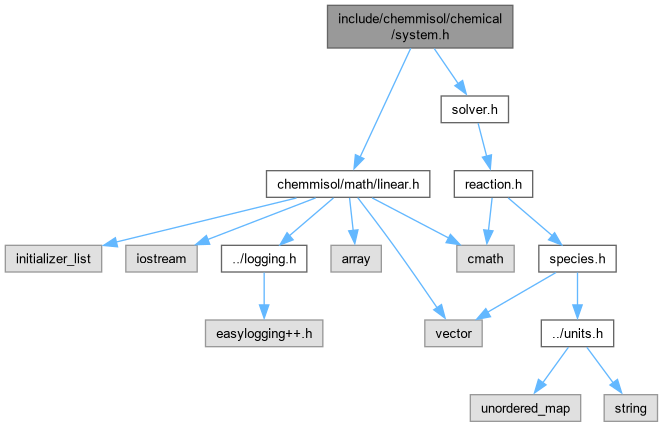 include/chemmisol/chemical
/system.h
solver.h
chemmisol/math/linear.h
reaction.h
initializer_list
iostream
../logging.h
array
cmath
species.h
easylogging++.h
vector
../units.h
unordered_map
string